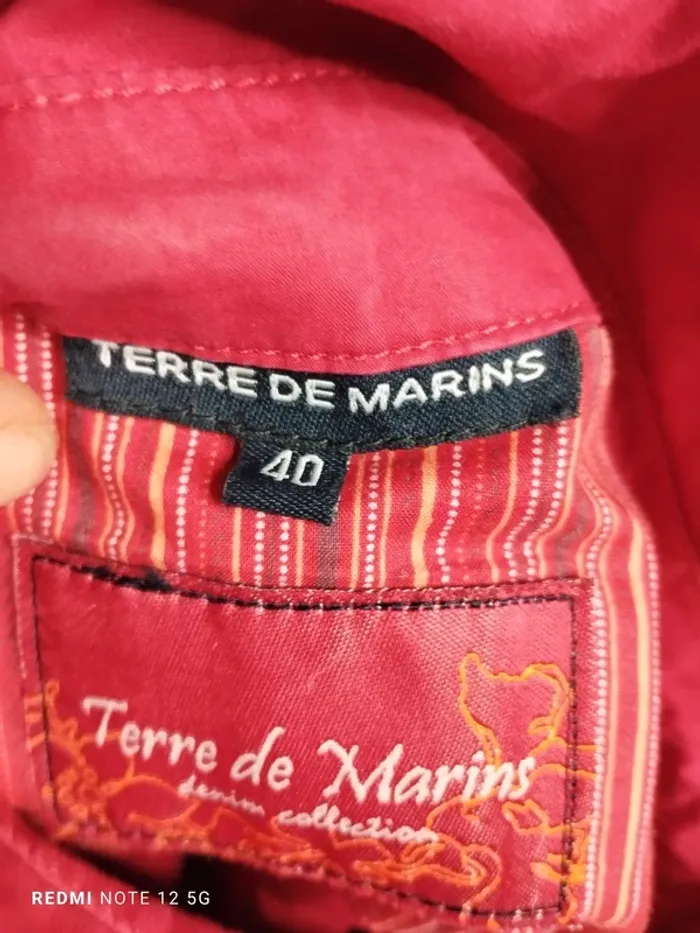 TERRE DE MARINS
40
Terre de Marins
denim collection
REDMI NOTE 12 5G